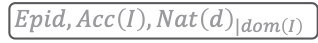 Epid, Acc(I), Nat(d)|dom(I)